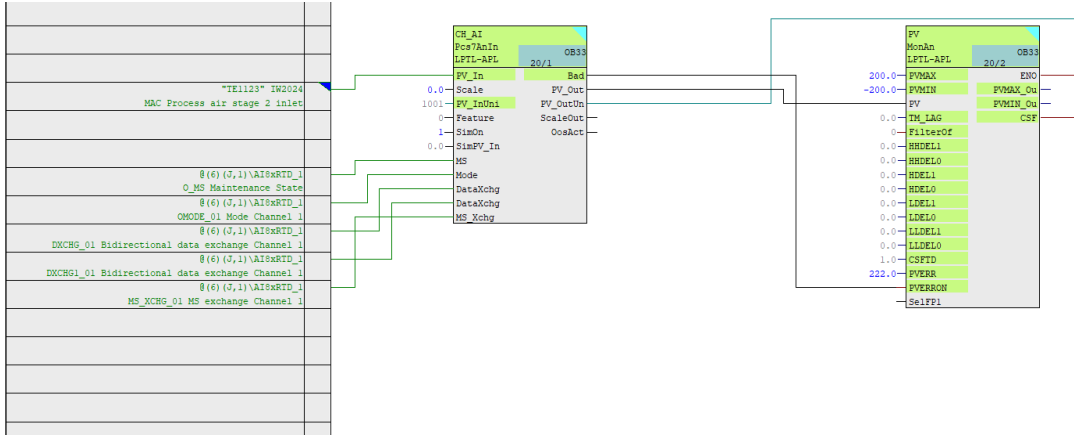 "TE1123" IW2024
MAC Process air stage 2 inlet
@(6)(J,1)\AI8xRTD_1
O_MS Maintenance State
@(6)(J,1)\AI8xRTD_1
OMODE_01 Mode Channel 1
@(6)(J,1)\AI8xRTD_1
DXCHG_01 Bidirectional data exchange Channel 1
@(6)(J,1)\AI8xRTD_1
DXCHG1_01 Bidirectional data exchange Channel 1
@(6)(J,1)\AI8xRTD_1
MS_XCHG_01 MS exchange Channel 1
CH_AI
Pcs7AnIn
LPTL-APL
OB33
20/1
PV_In Bad
0.0 Scale PV_Out
1001 PV_InUni PV_OutUn
0 Feature ScaleOut
1 SimOn OosAct
0.0 SimPV_In
MS
Mode
DataXchg
DataXchg
MS_Xchg
PV
MonAn
LPTL-APL
OB33
20/2
200.0 PVMAX ENO
-200.0 PVMIN PVMAX_Ou
PV PVMIN_Ou
0.0 TM_LAG CSF
0 FilterOf
0.0 HHDEL1
0.0 HHDEL0
0.0 HDEL1
0.0 HDEL0
0.0 LDEL1
0.0 LDEL0
0.0 LLDEL1
0.0 LLDEL0
1.0 CSFTD
222.0 PVERR
PVERRON
SelFP1